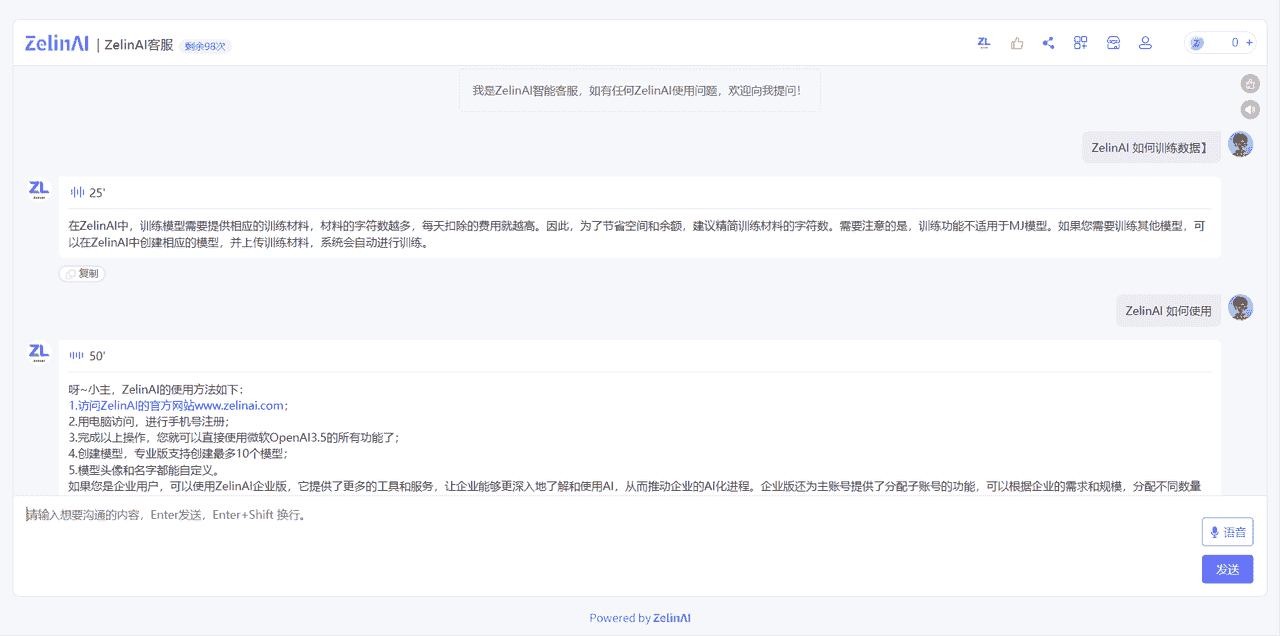 ZelinAI | ZelinAI客服 剩余98次
ZL
Z 0 +
我是ZelinAI智能客服，如有任何ZelinAI使用问题，欢迎向我提问！
ZelinAI 如何训练数据】
ZL
25'
在ZelinAI中，训练模型需要提供相应的训练材料，材料的字符数越多，每天扣除的费用就越高。因此，为了节省空间和余额，建议精简训练材料的字符数。需要注意的是，训练功能不适用于MJ模型。如果您需要训练其他模型，可
以在ZelinAI中创建相应的模型，并上传训练材料，系统会自动进行训练。
复制
ZelinAI 如何使用
ZL
50'
呀~小主，ZelinAI的使用方法如下：
1.访问ZelinAI的官方网站www.zelinai.com；
2.用电脑访问，进行手机号注册；
3.完成以上操作，您就可以直接使用微软OpenAI3.5的所有功能了；
4.创建模型，专业版支持创建最多10个模型；
5.模型头像和名字都能自定义。
如果您是企业用户，可以使用ZelinAI企业版，它提供了更多的工具和服务，让企业能够更深入地了解和使用AI，从而推动企业的AI化进程。企业版还为主账号提供了分配子账号的功能，可以根据企业的需求和规模，分配不同数量
请输入想要沟通的内容，Enter发送，Enter+Shift 换行。
语音
发送
Powered by ZelinAI